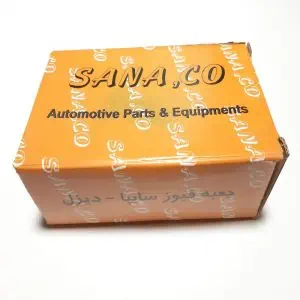 SANA,CO
Automotive Parts & Equipments
جعبه فیوز سایپا - دیزل